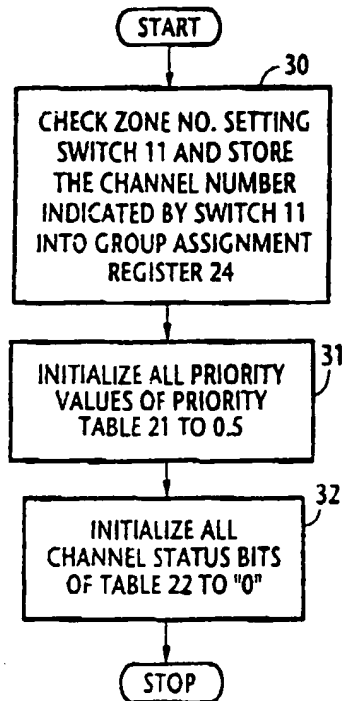 START
30
CHECK ZONE NO. SETTING
SWITCH 11 AND STORE
THE CHANNEL NUMBER
INDICATED BY SWITCH 11
INTO GROUP ASSIGNMENT
REGISTER 24
31
INITIALIZE ALL PRIORITY
VALUES OF PRIORITY
TABLE 21 TO 0.5
32
INITIALIZE ALL
CHANNEL STATUS BITS
OF TABLE 22 TO "0"
STOP